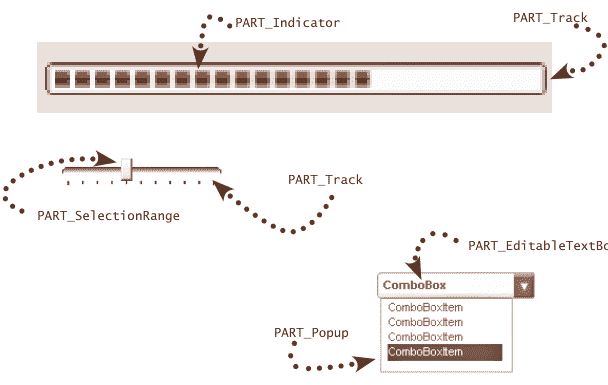 PART_Indicator
PART_Track
PART_Track
PART_SelectionRange
PART_EditableTextBo
ComboBox
ComboBoxItem
ComboBoxItem
ComboBoxItem
PART_Popup
ComboBoxItem